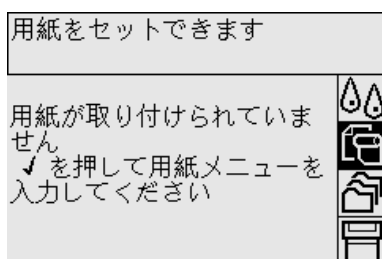 用紙をセットできます
用紙が取り付けられていま
せん
✓を押して用紙メニューを
入力してください